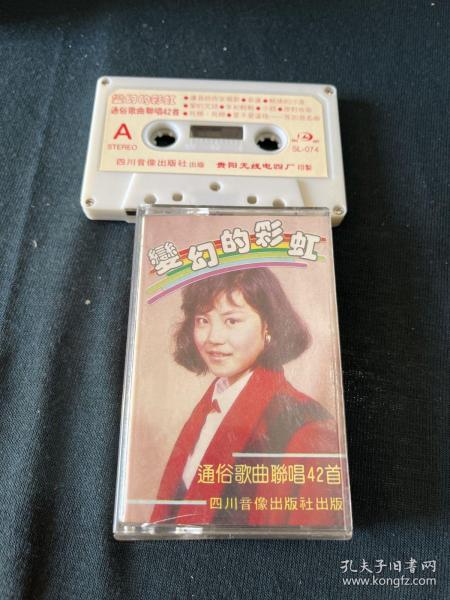 變幻的彩虹
通俗歌曲聯唱42首
A
STEREO
SL-074
四川音像出版社出版 贵阳无线电四厂印製
變幻的彩虹
通俗歌曲聯唱42首
四川音像出版社出版
孔夫子旧书网
www.kongfz.com